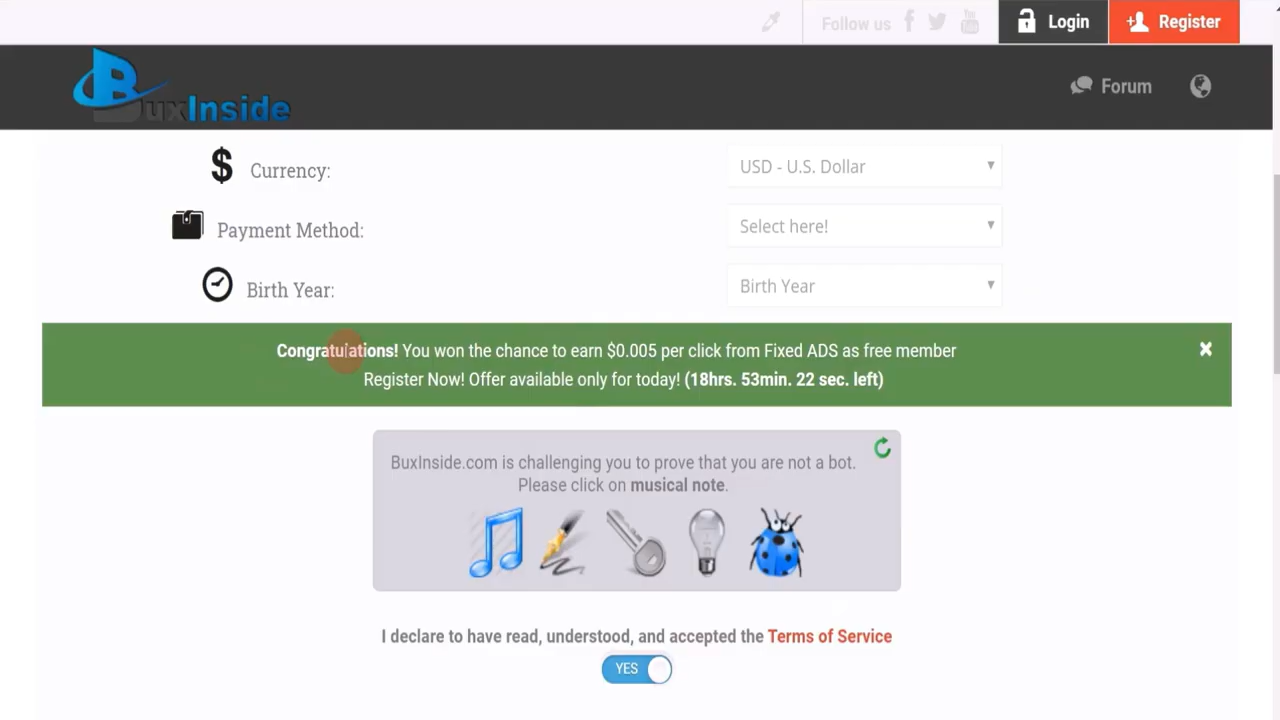 Follow us
Login
Register
BuxInside
Forum
Currency:
USD - U.S. Dollar
Payment Method:
Select here!
Birth Year:
Birth Year
Congratulations! You won the chance to earn $0.005 per click from Fixed ADS as free member
Register Now! Offer available only for today! (18hrs. 53min. 22 sec. left)
BuxInside.com is challenging you to prove that you are not a bot.
Please click on musical note.
I declare to have read, understood, and accepted the Terms of Service
YES